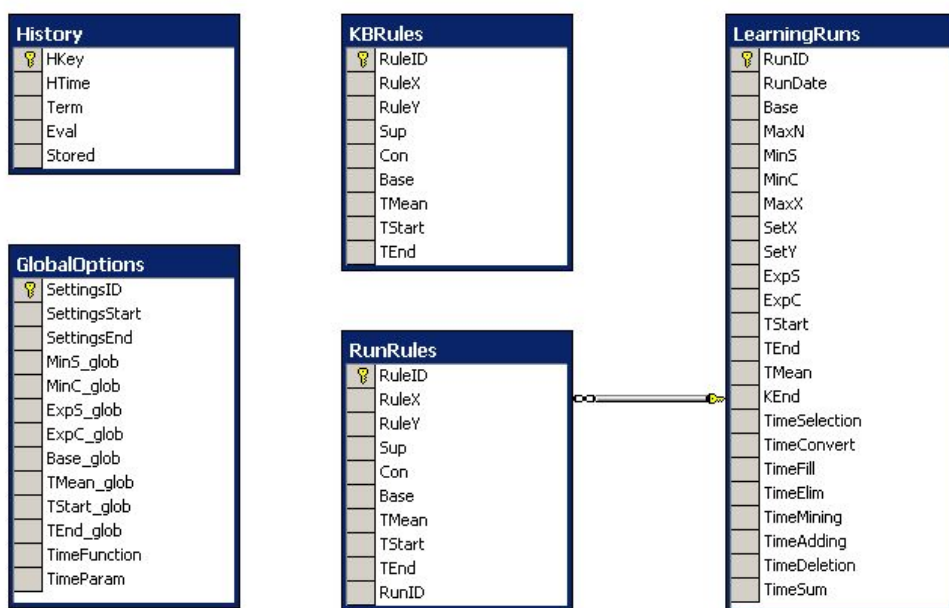 History
HKey
HTime
Term
Eval
Stored
GlobalOptions
SettingsID
SettingsStart
SettingsEnd
MinS_glob
MinC_glob
ExpS_glob
ExpC_glob
Base_glob
TMean_glob
TStart_glob
TEnd_glob
TimeFunction
TimeParam
KBRules
RuleID
RuleX
RuleY
Sup
Con
Base
TMean
TStart
TEnd
RunRules
RuleID
RuleX
RuleY
Sup
Con
Base
TMean
TStart
TEnd
RunID
LearningRuns
RunID
RunDate
Base
MaxN
MinS
MinC
MaxX
SetX
SetY
ExpS
ExpC
TStart
TEnd
TMean
KEnd
TimeSelection
TimeConvert
TimeFill
TimeElim
TimeMining
TimeAdding
TimeDeletion
TimeSum